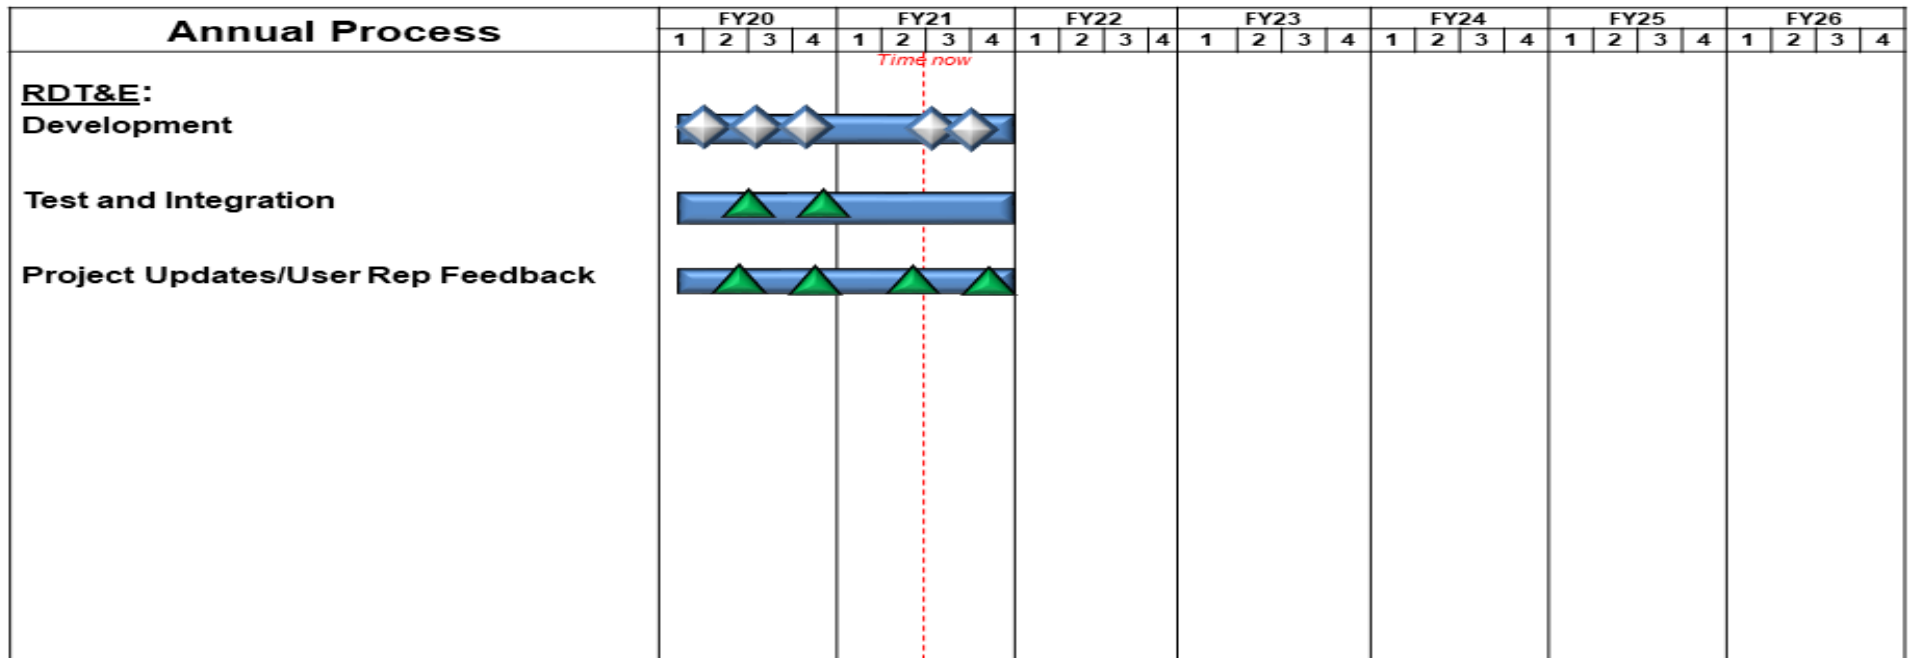 Annual Process
FY20 FY21 FY22 FY23 FY24 FY25 FY26
1 2 3 4 1 2 3 4 1 2 3 4 1 2 3 4 1 2 3 4 1 2 3 4 1 2 3 4
Time now
RDT&E:
Development
Test and Integration
Project Updates/User Rep Feedback